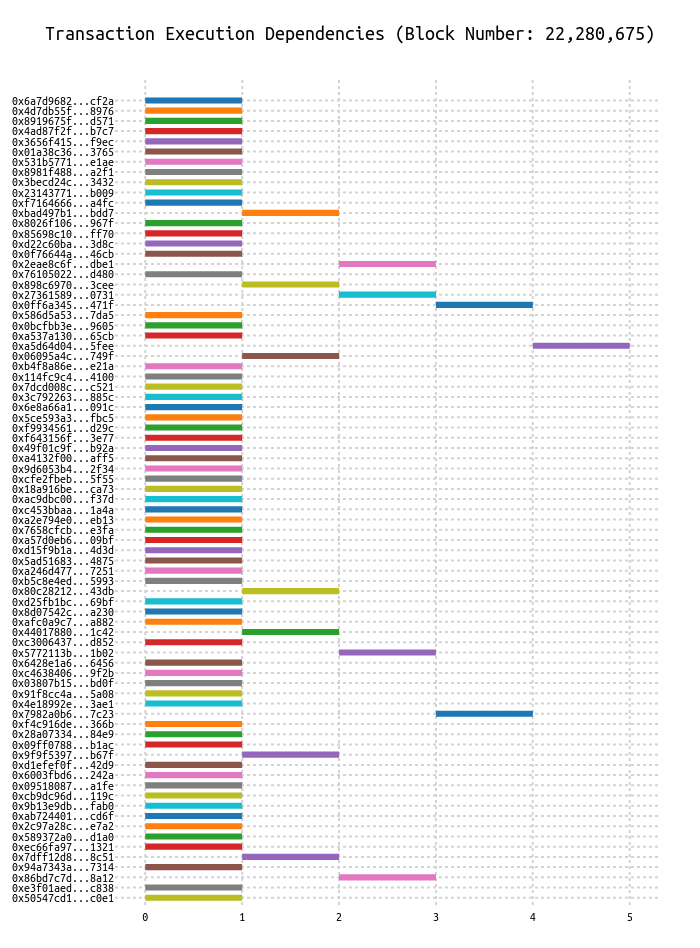 Transaction Execution Dependencies (Block Number: 22,280,675)
0x6a7d9682...cf2a
0x4d7db55f...8976
0x8919675f...d571
0x4ad87f2f...b7c7
0x3656f415...f9ec
0x01a38c36...3765
0x531b5771...e1ae
0x8981f488...a2f1
0x3becd24c...3432
0x23143771...b009
0xf7164666...a4fc
0xbad497b1...bdd7
0x8026f106...967f
0x85698c10...ff70
0xd22c60ba...3d8c
0x0f76644a...46cb
0x2eae8c6f...dbe1
0x76105022...d480
0x898c6970...3cee
0x27361589...0731
0x0ff6a345...471f
0x586d5a53...7da5
0x0bcfbb3e...9605
0xa537a130...65cb
0xa5d64d04...5fee
0x06095a4c...749f
0xb4f8a86e...e21a
0x114fc9c4...4100
0x7dcd008c...c521
0x3c792263...885c
0x6e8a66a1...091c
0x5ce593a3...fbc5
0xf9934561...d29c
0xf643156f...3e77
0x49f01c9f...b92a
0xa4132f00...aff5
0x9d6053b4...2f34
0xcfe2fbeb...5f55
0x18a916be...ca73
0xac9dbc00...f37d
0xc453bbaa...1a4a
0xa2e794e0...eb13
0x7658cfcb...e3fa
0xa57d0eb6...09bf
0xd15f9b1a...4d3d
0x5ad51683...4875
0xa246d477...7251
0xb5c8e4ed...5993
0x80c28212...43db
0xd25fb1bc...69bf
0x8d07542c...a230
0xafc0a9c7...a882
0x44017880...1c42
0xc3006437...d852
0x5772113b...1b02
0x6428e1a6...6456
0xc4638406...9f2b
0x03807b15...bd0f
0x91f8cc4a...5a08
0x4e18992e...3ae1
0x7982a0b6...7c23
0xf4c916de...366b
0x28a07334...84e9
0x09ff0788...b1ac
0x9f9f5397...b67f
0xd1efef0f...42d9
0x6003fbd6...242a
0x09518087...a1fe
0xcb9dc96d...119c
0x9b13e9db...fab0
0xab724401...cd6f
0x2c97a28c...e7a2
0x589372a0...d1a0
0xec66fa97...1321
0x7dff12d8...8c51
0x94a7343a...7314
0x86bd7c7d...8a12
0xe3f01aed...c838
0x50547cd1...c0e1
0 1 2 3 4 5